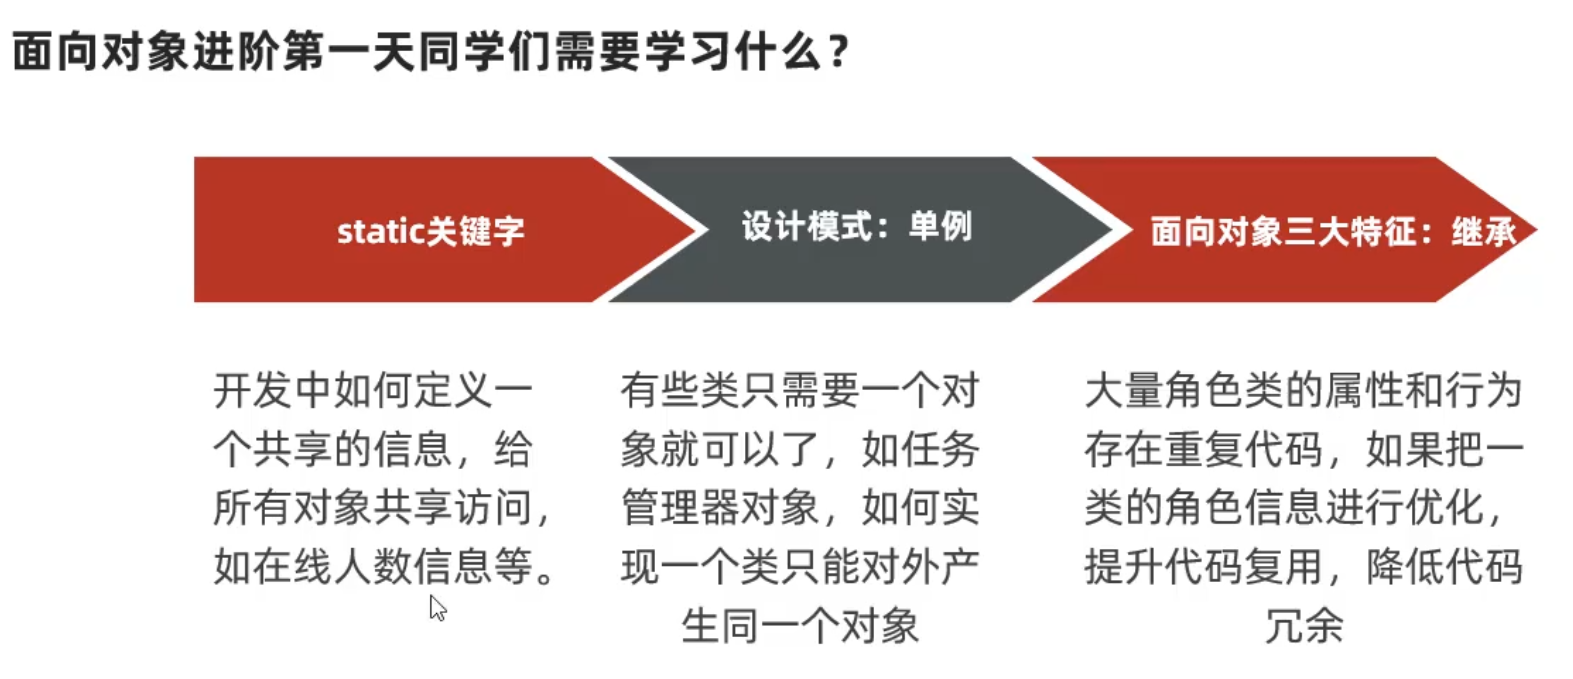 面向对象进阶第一天同学们需要学习什么？
static关键字
设计模式：单例
面向对象三大特征：继承
开发中如何定义一
个共享的信息，给
所有对象共享访问，
如在线人数信息等。
有些类只需要一个对
象就可以了，如任务
管理器对象，如何实
现一个类只能对外产
生同一个对象
大量角色类的属性和行为
存在重复代码，如果把一
类的角色信息进行优化，
提升代码复用，降低代码
冗余